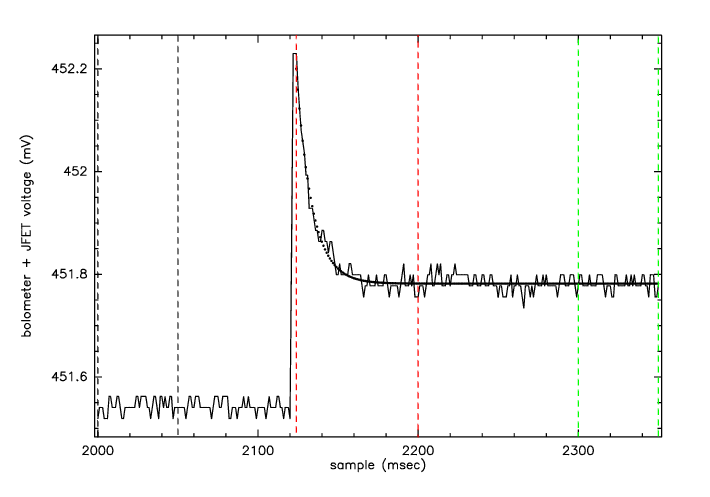 452.2
452
451.8
451.6
bolometer + JFET voltage (mV)
2000 2100 2200 2300
sample (msec)